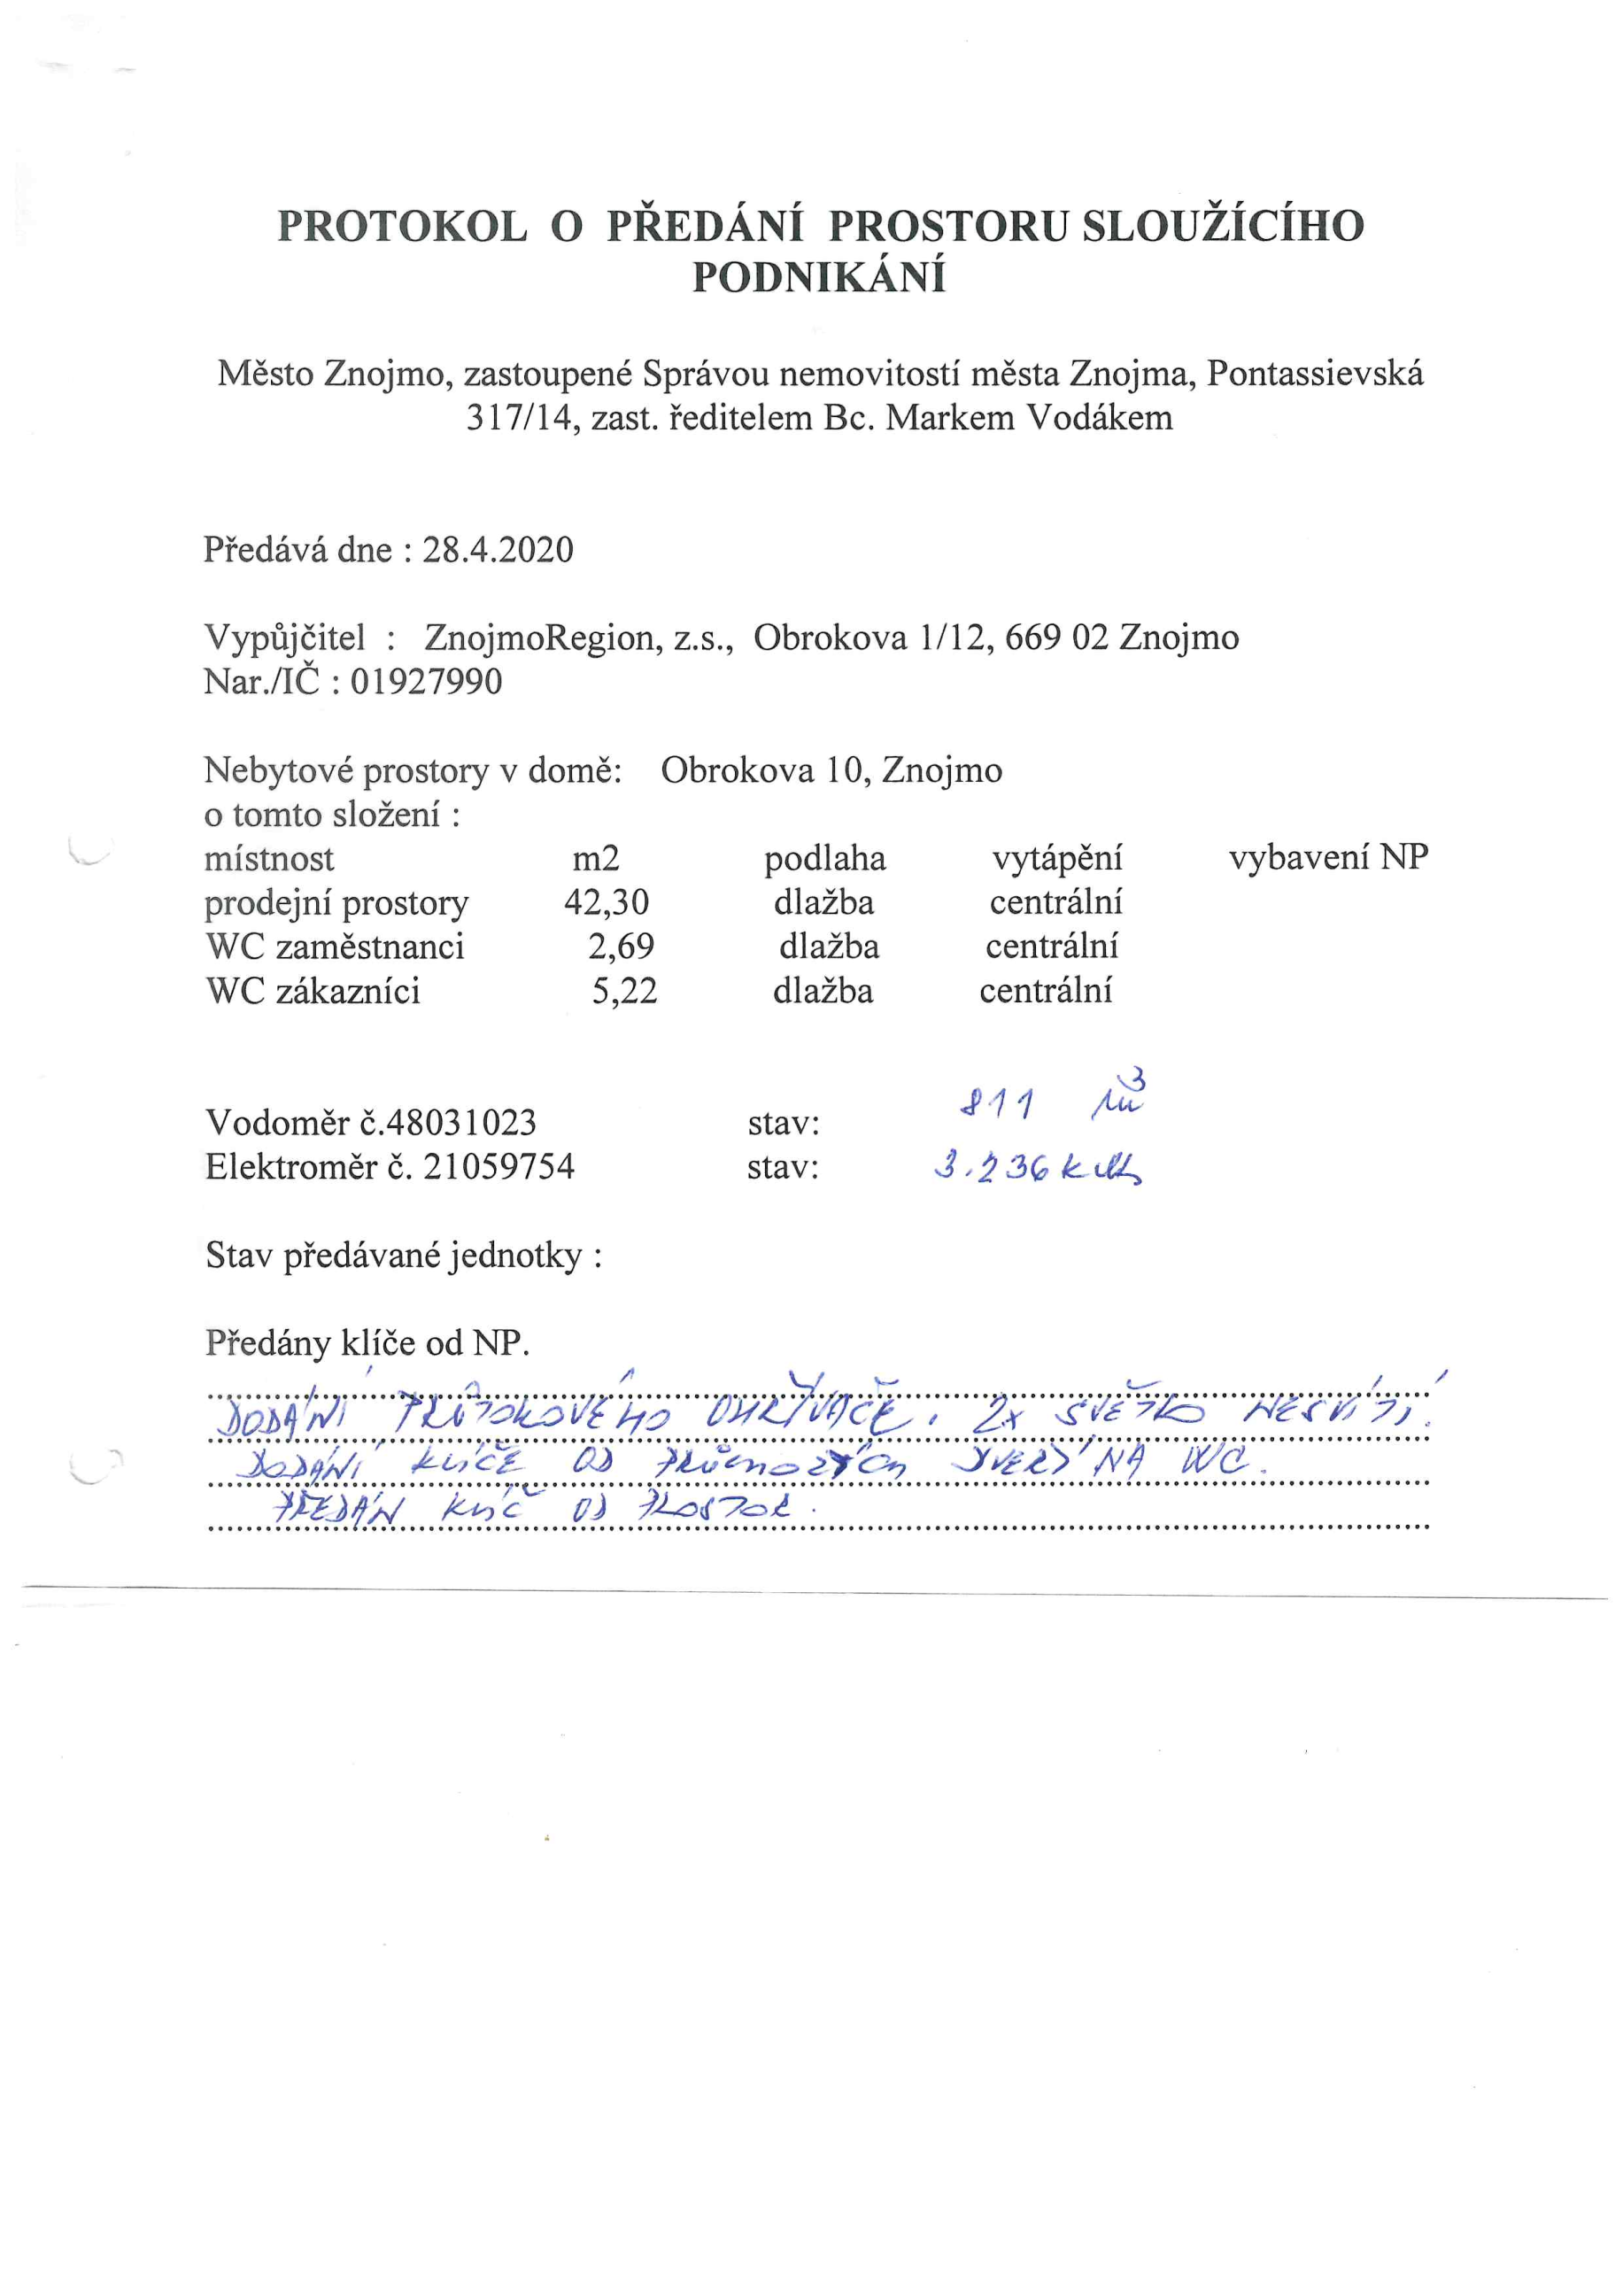 PROTOKOL O PŘEDÁNÍ PROSTORU SLOUŽÍCÍHO
PODNIKÁNÍ
Město Znojmo, zastoupené Správou nemovitostí města Znojma, Pontassievská
317/14, zast. ředitelem Bc. Markem Vodákem
Předává dne : 28.4.2020
Vypůjčitel : ZnojmoRegion, z.s., Obrokova 1/12, 669 02 Znojmo
Nar./IČ : 01927990
Nebytové prostory v domě: Obrokova 10, Znojmo
o tomto složení :
místnost m2 podlaha vytápění vybavení NP
prodejní prostory 42,30 dlažba centrální
WC zaměstnanci 2,69 dlažba centrální
WC zákazníci 5,22 dlažba centrální
Vodoměr č.48031023 stav: 811 m³
Elektroměr č. 21059754 stav: 3.236 kWh
Stav předávané jednotky :
Předány klíče od NP.
DODÁNÍ PRŮTOKOVÉHO OHŘÍVAČE, 2x SVĚTLO NESVÍTÍ.
DODÁNÍ KLÍČE OD DVEŘÍ NA WC.
PŘEDÁN KLÍČ OD PROSTOR.